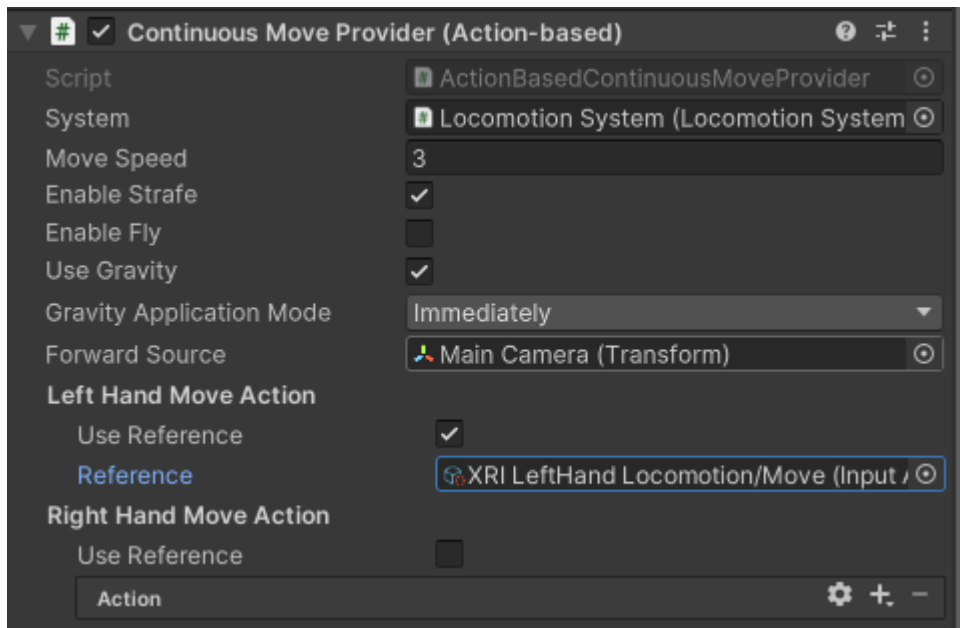 Continuous Move Provider (Action-based)
Script ActionBasedContinuousMoveProvider
System Locomotion System (Locomotion System
Move Speed 3
Enable Strafe
Enable Fly
Use Gravity
Gravity Application Mode Immediately
Forward Source Main Camera (Transform)
Left Hand Move Action
Use Reference
Reference XRI LeftHand Locomotion/Move (Input A
Right Hand Move Action
Use Reference
Action